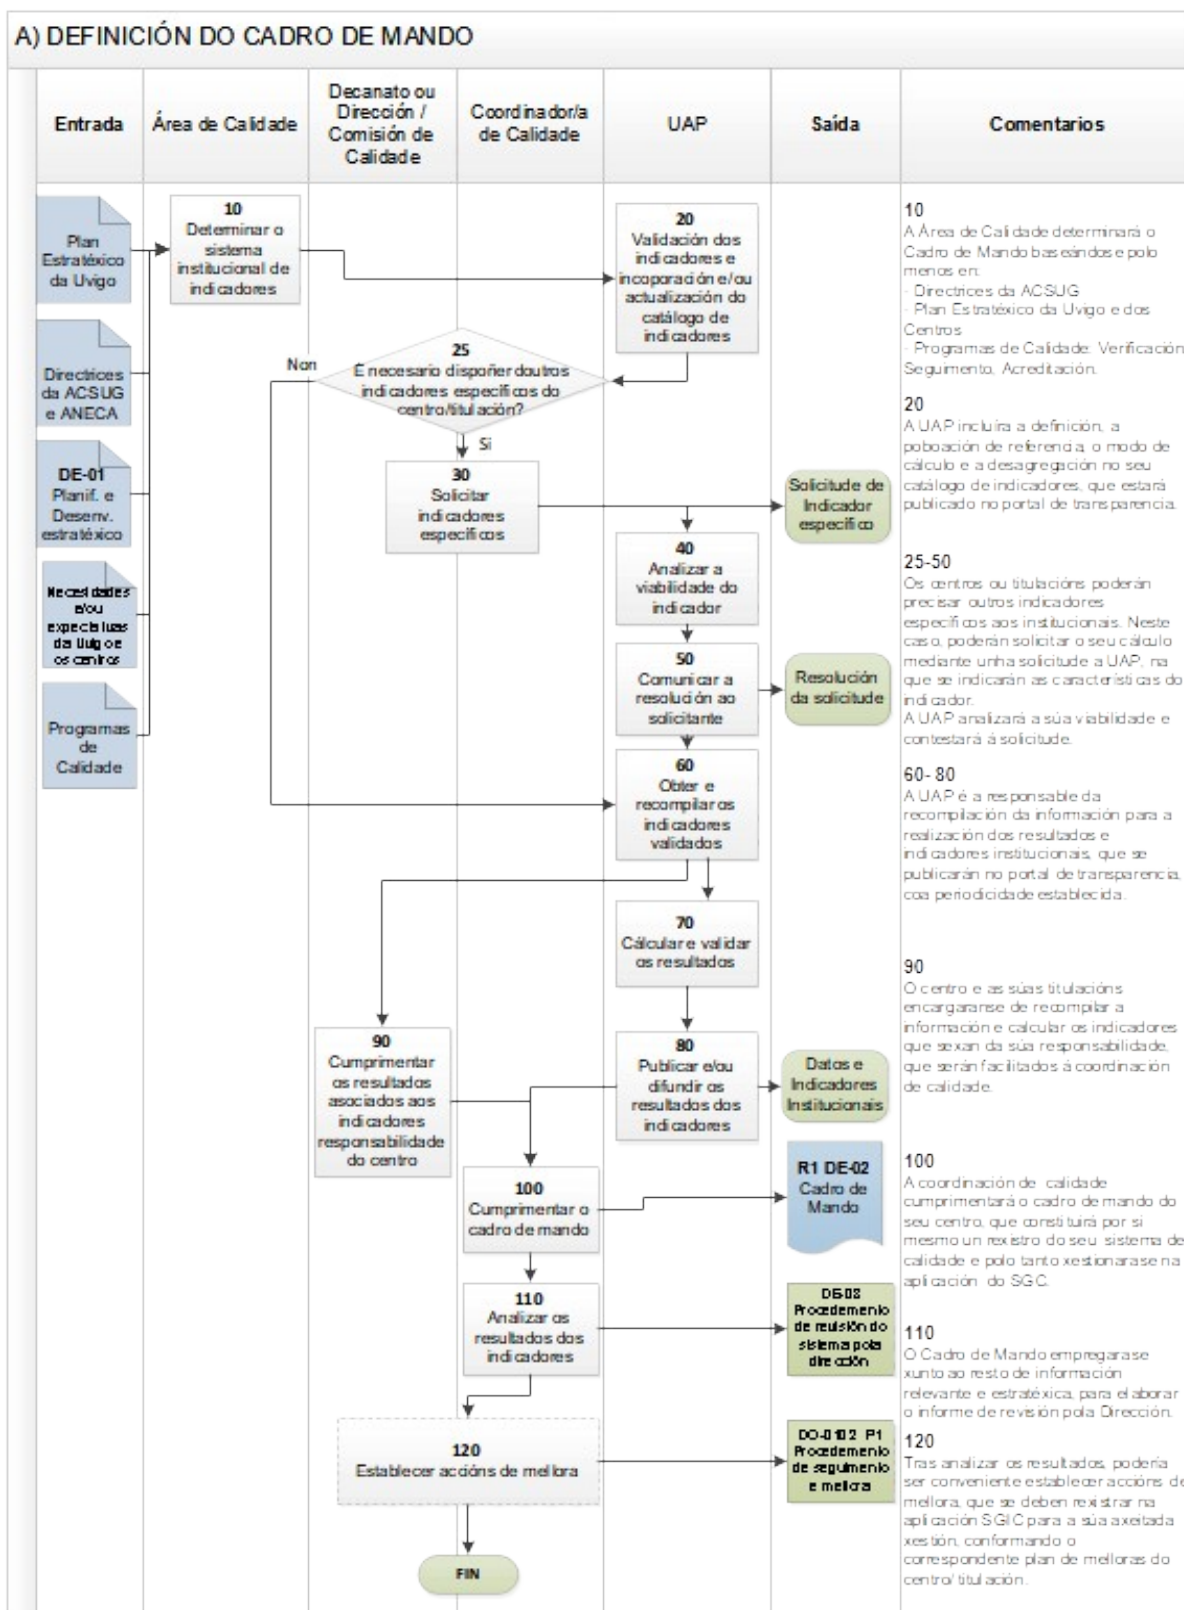 A) DEFINICIÓN DO CADRO DE MANDO
Entrada
Área de Calidade
Decanato ou
Dirección /
Comisión de
Calidade
Coordinador/a
de Calidade
UAP
Saída
Comentarios
Plan
Estratéxico
da Uvigo
Directrices
da ACSUG
e ANECA
DE-01
Planif. e
Desenv.
estratéxico
Necesidades
e/ou
expectativas
da Uvigo e
os centros
Programas
de
Calidade
10
Determinar o
sistema
institucional de
indicadores
20
Validación dos
indicadores e
incoporación e/ou
actualización do
catálogo de
indicadores
25
É necesario dispoñer doutros
indicadores específicos do
centro/titulación?
Non
Si
30
Solicitar
indicadores
específicos
Solicitude de
Indicador
específico
40
Analizar a
viabilidade do
indicador
50
Comunicar a
resolución ao
solicitante
Resolución
da solicitude
60
Obter e
recompilar os
indicadores
validados
70
Cálcular e validar
os resultados
90
Cumprimentar
os resultados
asociados aos
indicadores
responsabilidade
do centro
80
Publicar e/ou
difundir os
resultados dos
indicadores
Datos e
Indicadores
Institucionais
100
Cumprimentar o
cadro de mando
R1 DE-02
Cadro de
Mando
110
Analizar os
resultados dos
indicadores
DE-03
Procedemento
de revisión do
sistema pola
dirección
120
Establecer accións de mellora
DO-0102 P1
Procedemento
de seguimento
e mellora
FIN
10
A Área de Calidade determinará o
Cadro de Mando baseándose polo
menos en:
- Directrices da ACSUG
- Plan Estratéxico da Uvigo e dos
Centros
- Programas de Calidade: Verificación
Seguimento, Acreditación.
20
A UAP incluíra a definición, a
poboación de referencia, o modo de
cálculo e a desagregación no seu
catálogo de indicadores, que estará
publicado no portal de transparencia.
25-50
Os centros ou titulacións poderán
precisar outros indicadores
específicos aos institucionais. Neste
caso, poderán solicitar o seu cálculo
mediante unha solicitude a UAP, na
que se indicarán as características do
indicador.
A UAP analizará a súa viabilidade e
contestará á solicitude.
60- 80
A UAP é a responsable da
recompilación da información para a
realización dos resultados e
indicadores institucionais, que se
publicarán no portal de transparencia,
coa periodicidade establecida.
90
O centro e as súas titulacións
encargaranse de recompilar a
información e calcular os indicadores
que sexan da súa responsabilidade,
que serán facilitados á coordinación
de calidade.
100
A coordinación de calidade
cumprimentará o cadro de mando do
seu centro, que constituirá por si
mesmo un rexistro do seu sistema de
calidade e polo tanto xestionarase na
aplicación do SGC.
110
O Cadro de Mando empregarase
xunto ao resto de información
relevante e estratéxica, para elaborar
o informe de revisión pola Dirección.
120
Tras analizar os resultados, podería
ser conveniente establecer accións de
mellora, que se deben rexistrar na
aplicación SGIC para a súa axeitada
xestión, conformando o
correspondente plan de melloras do
centro/ titulación.